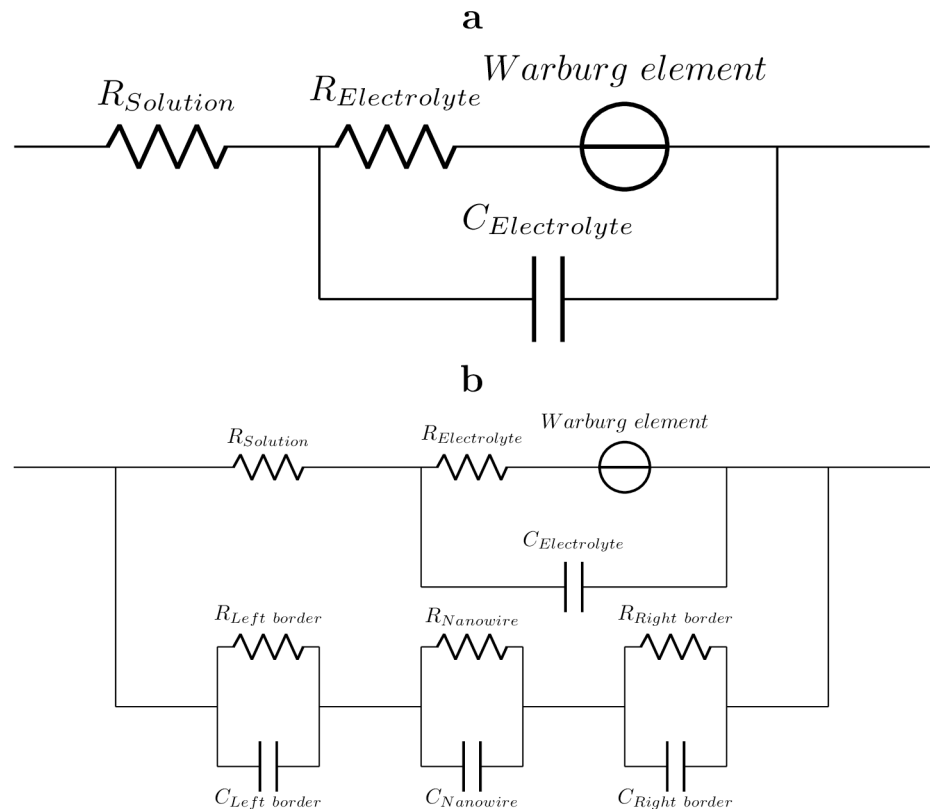 a
R_Solution
R_Electrolyte
Warburg element
C_Electrolyte
b
R_Solution
R_Electrolyte
Warburg element
C_Electrolyte
R_Left border
R_Nanowire
R_Right border
C_Left border
C_Nanowire
C_Right border